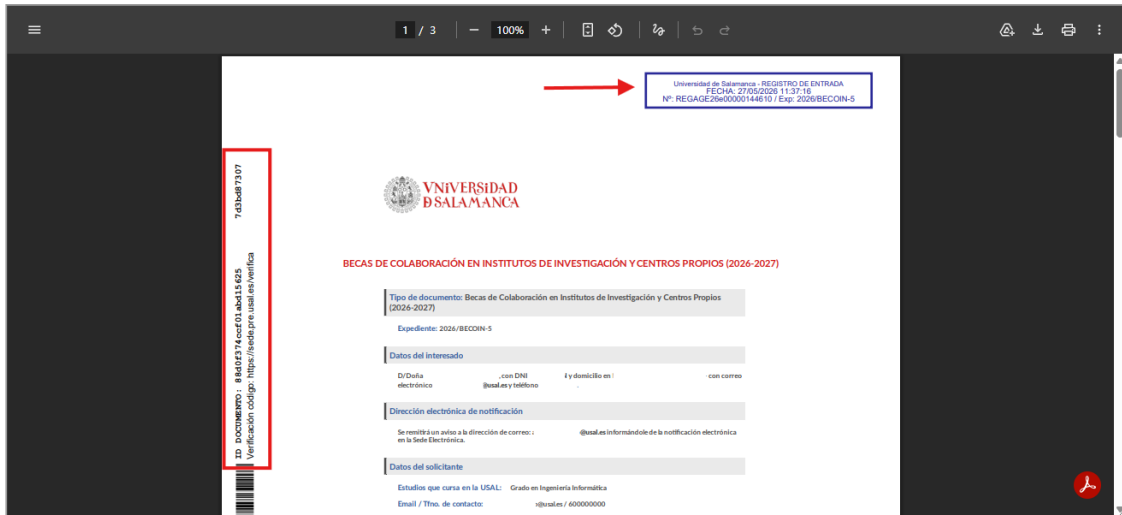 1 / 3
100%
Universidad de Salamanca - REGISTRO DE ENTRADA
FECHA: 27/05/2026 11:37:16
Nº: REGAGE26e00000144610 / Exp: 2026/BECOIN-5
ID DOCUMENTO: 88d0f374ccf01abd15625 7d3bd87307
Verificación código: https://sede.pre.usal.es/verifica
VNiVERSiDAD
D SALAMANCA
BECAS DE COLABORACIÓN EN INSTITUTOS DE INVESTIGACIÓN Y CENTROS PROPIOS (2026-2027)
Tipo de documento: Becas de Colaboración en Institutos de Investigación y Centros Propios
(2026-2027)
Expediente: 2026/BECOIN-5
Datos del interesado
D/Doña , con DNI y domicilio en con correo
electrónico @usal.es y teléfono .
Dirección electrónica de notificación
Se remitirá un aviso a la dirección de correo: @usal.es informándole de la notificación electrónica
en la Sede Electrónica.
Datos del solicitante
Estudios que cursa en la USAL: Grado en Ingeniería Informática
Email / Tfno. de contacto: @usal.es / 600000000